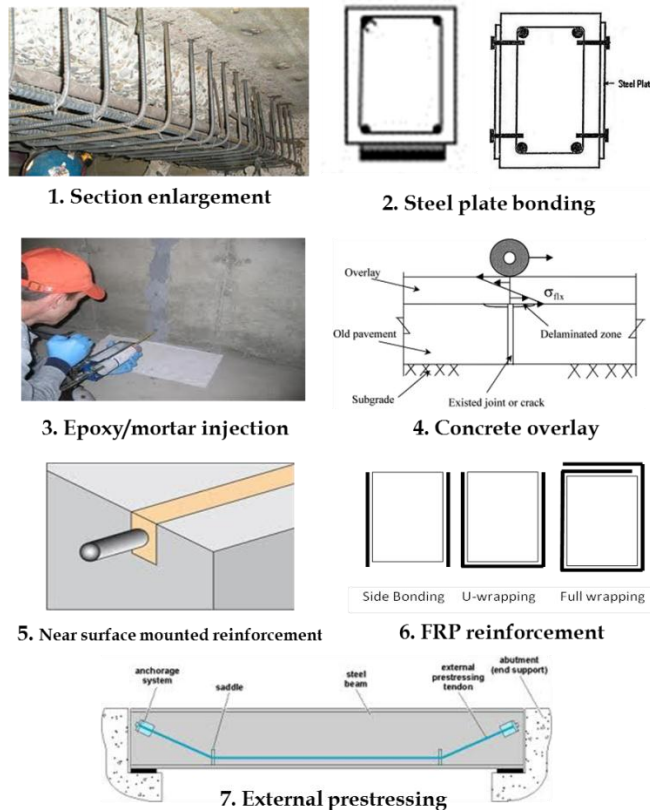 Steel Plat
1. Section enlargement
2. Steel plate bonding
Overlay
σflx
Old pavement
Delaminated zone
Subgrade
Existed joint or crack
3. Epoxy/mortar injection
4. Concrete overlay
Side Bonding U-wrapping Full wrapping
5. Near surface mounted reinforcement
6. FRP reinforcement
anchorage
system
saddle
steel
beam
external
prestressing
tendon
abutment
(end support)
7. External prestressing